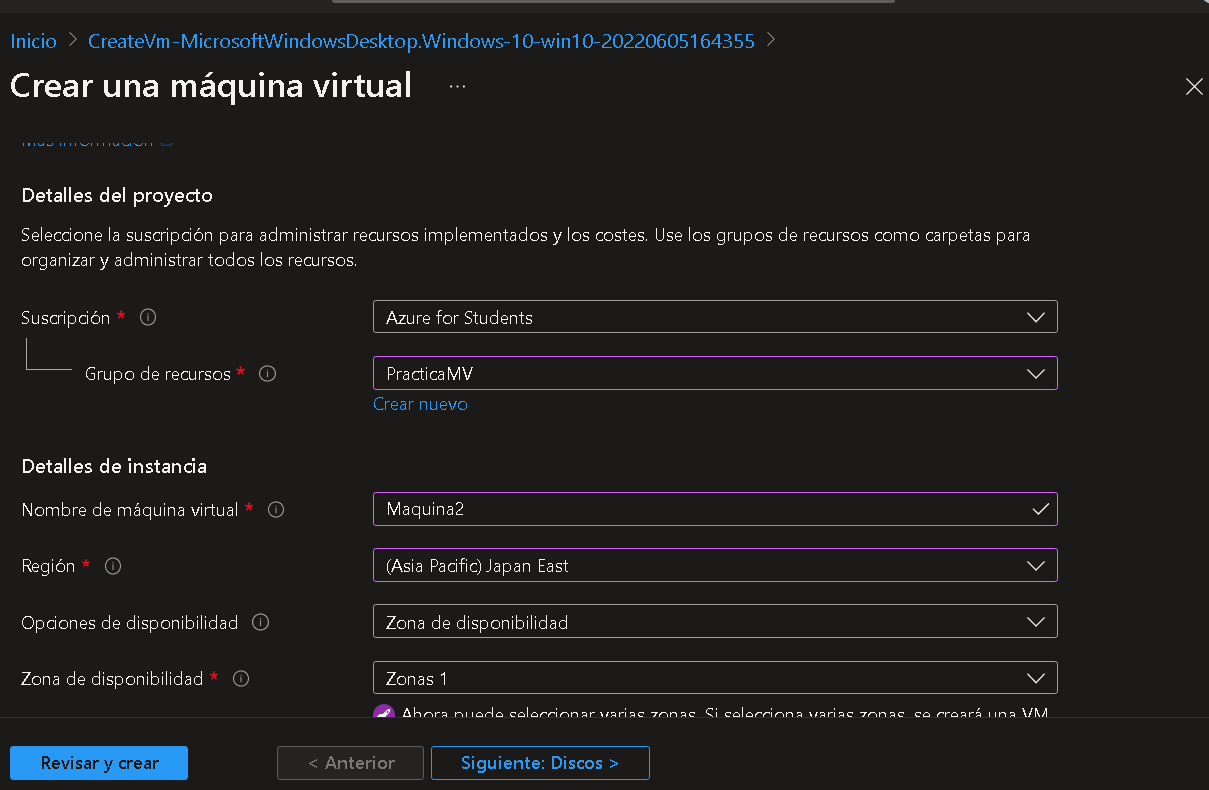 Inicio > CreateVm-MicrosoftWindowsDesktop.Windows-10-win10-20220605164355 >
Crear una máquina virtual ...
Más información
Detalles del proyecto
Seleccione la suscripción para administrar recursos implementados y los costes. Use los grupos de recursos como carpetas para
organizar y administrar todos los recursos.
Suscripción * Azure for Students
Grupo de recursos * PracticaMV
Crear nuevo
Detalles de instancia
Nombre de máquina virtual * Maquina2
Región * (Asia Pacific) Japan East
Opciones de disponibilidad Zona de disponibilidad
Zona de disponibilidad * Zonas 1
Ahora puede seleccionar varias zonas. Si selecciona varias zonas, se creará una VM
Revisar y crear < Anterior Siguiente: Discos >